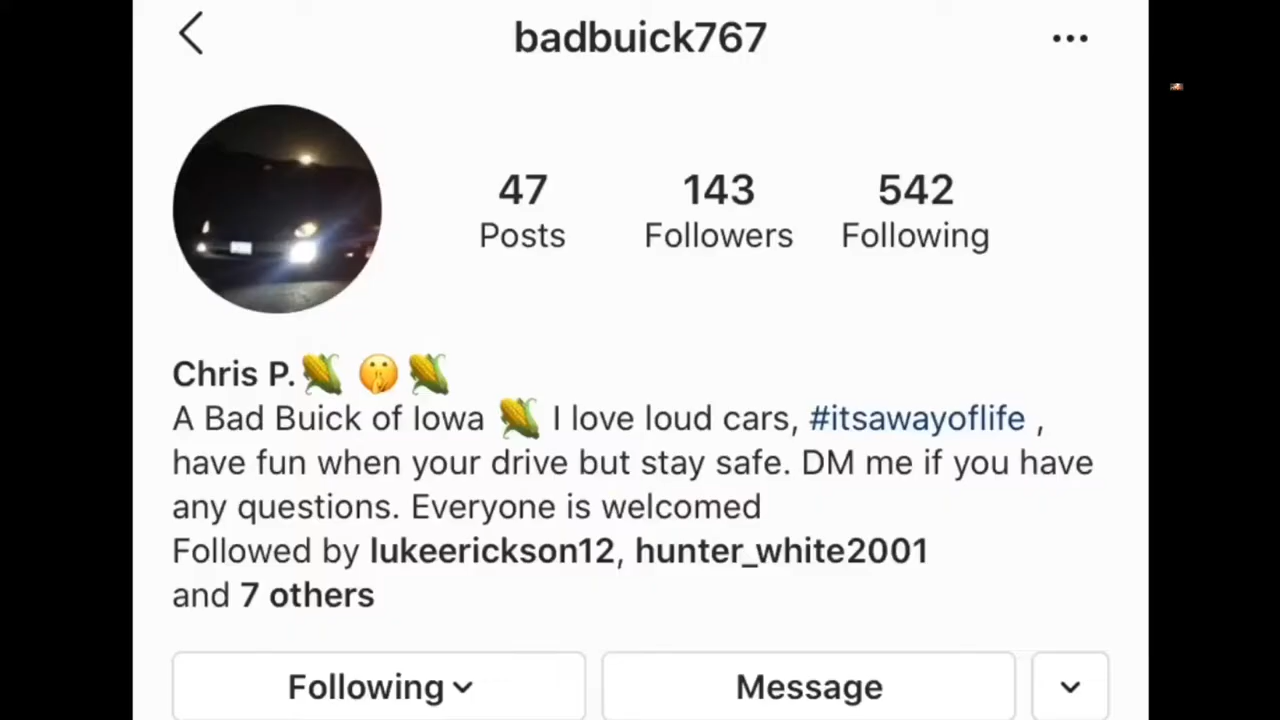 badbuick767
47 143 542
Posts Followers Following
Chris P.🌽 🤫 🌽
A Bad Buick of Iowa 🌽 I love loud cars, #itsawayoflife ,
have fun when your drive but stay safe. DM me if you have
any questions. Everyone is welcomed
Followed by lukeerickson12, hunter_white2001
and 7 others
Following Message